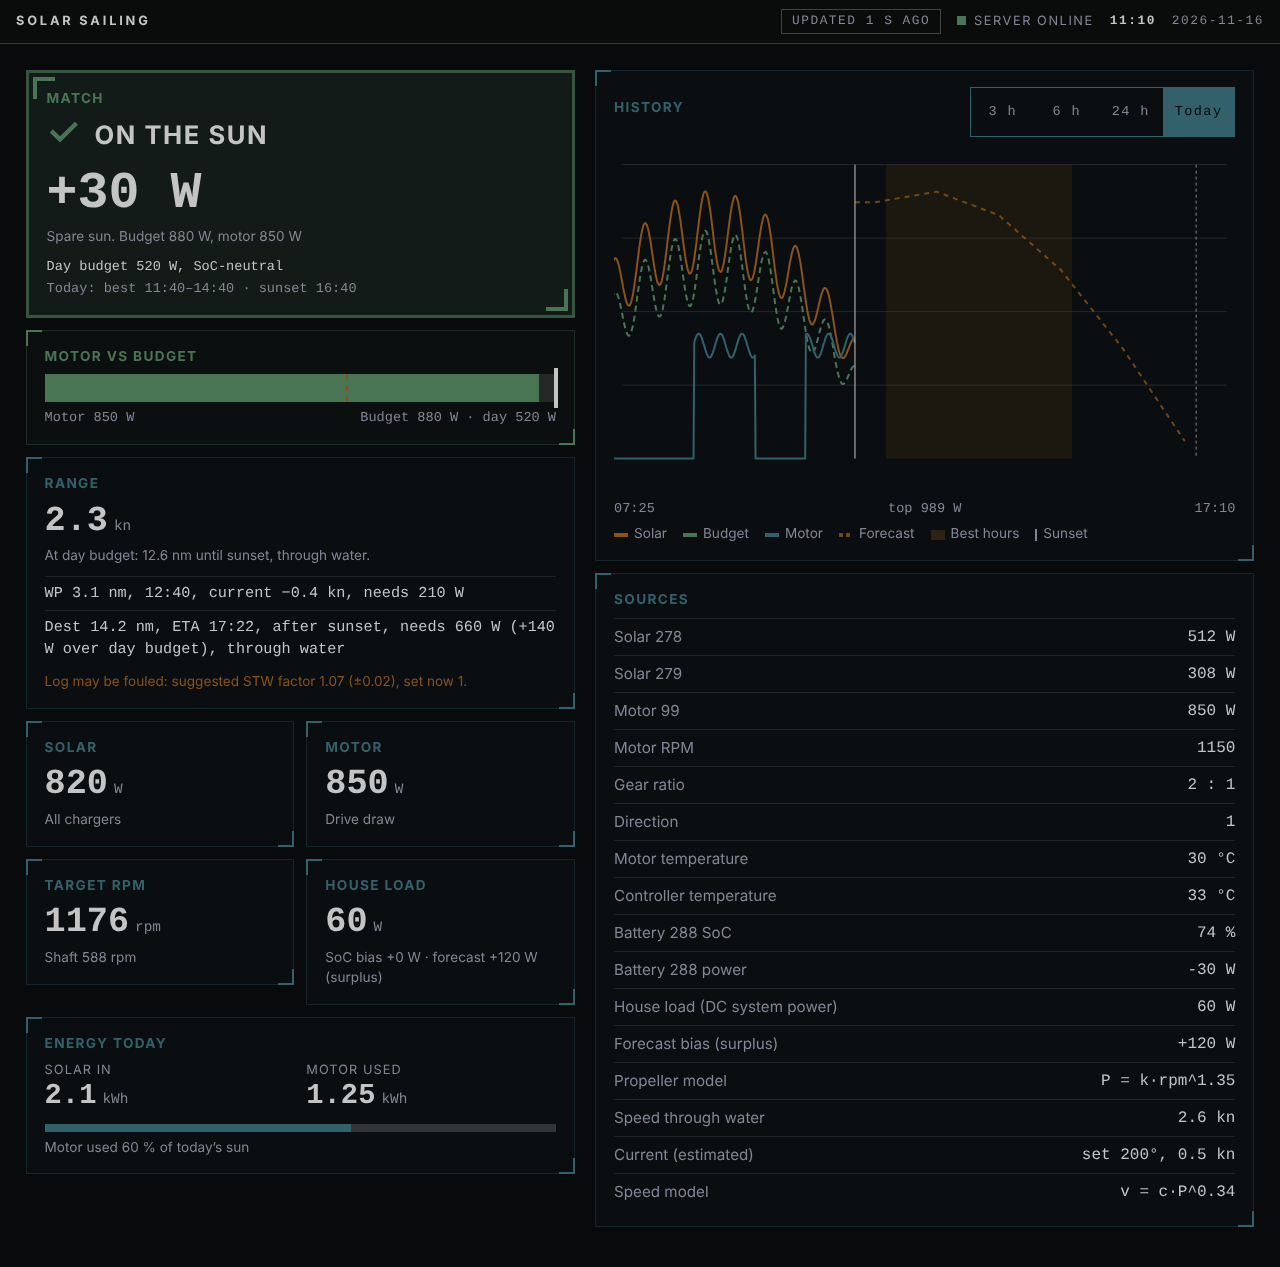 SOLAR SAILING
UPDATED 1 S AGO
SERVER ONLINE
11:10
2026-11-16
MATCH
ON THE SUN
+30 W
Spare sun. Budget 880 W, motor 850 W
Day budget 520 W, SoC-neutral
Today: best 11:40–14:40 · sunset 16:40
MOTOR VS BUDGET
Motor 850 W
Budget 880 W · day 520 W
RANGE
2.3 kn
At day budget: 12.6 nm until sunset, through water.
WP 3.1 nm, 12:40, current −0.4 kn, needs 210 W
Dest 14.2 nm, ETA 17:22, after sunset, needs 660 W (+140
W over day budget), through water
Log may be fouled: suggested STW factor 1.07 (±0.02), set now 1.
SOLAR
820 W
All chargers
MOTOR
850 W
Drive draw
TARGET RPM
1176 rpm
Shaft 588 rpm
HOUSE LOAD
60 W
SoC bias +0 W · forecast +120 W
(surplus)
ENERGY TODAY
SOLAR IN
2.1 kWh
MOTOR USED
1.25 kWh
Motor used 60 % of today’s sun
HISTORY
3 h
6 h
24 h
Today
07:25
top 989 W
17:10
Solar
Budget
Motor
Forecast
Best hours
Sunset
SOURCES
Solar 278 512 W
Solar 279 308 W
Motor 99 850 W
Motor RPM 1150
Gear ratio 2 : 1
Direction 1
Motor temperature 30 °C
Controller temperature 33 °C
Battery 288 SoC 74 %
Battery 288 power -30 W
House load (DC system power) 60 W
Forecast bias (surplus) +120 W
Propeller model P = k·rpm^1.35
Speed through water 2.6 kn
Current (estimated) set 200°, 0.5 kn
Speed model v = c·P^0.34